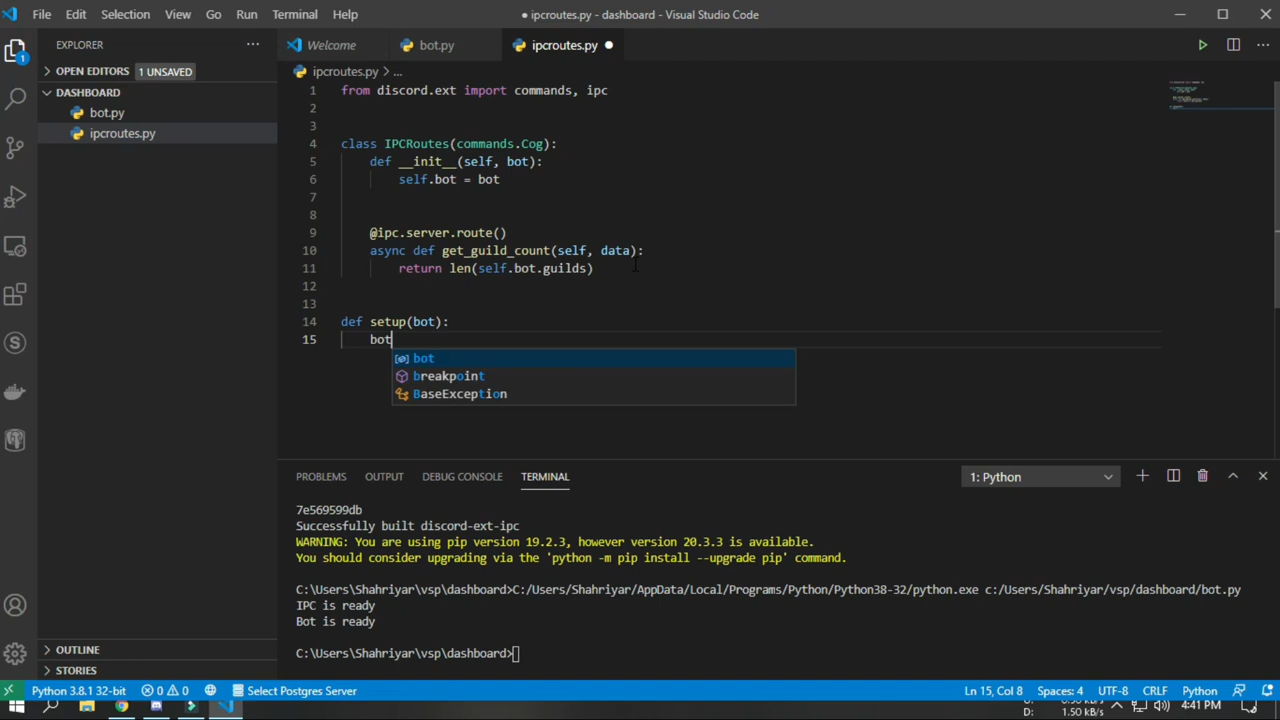 File Edit Selection View Go Run Terminal Help
● ipcroutes.py - dashboard - Visual Studio Code
EXPLORER
Welcome
bot.py
ipcroutes.py
OPEN EDITORS 1 UNSAVED
DASHBOARD
bot.py
ipcroutes.py
ipcroutes.py > ...
1 from discord.ext import commands, ipc
2
3
4 class IPCRoutes(commands.Cog):
5 def __init__(self, bot):
6 self.bot = bot
7
8
9 @ipc.server.route()
10 async def get_guild_count(self, data):
11 return len(self.bot.guilds)
12
13
14 def setup(bot):
15 bot
bot
breakpoint
BaseException
PROBLEMS OUTPUT DEBUG CONSOLE TERMINAL
1: Python
7e569599db
Successfully built discord-ext-ipc
WARNING: You are using pip version 19.2.3, however version 20.3.3 is available.
You should consider upgrading via the 'python -m pip install --upgrade pip' command.
C:\Users\Shahriyar\vsp\dashboard>C:/Users/Shahriyar/AppData/Local/Programs/Python/Python38-32/python.exe c:/Users/Shahriyar/vsp/dashboard/bot.py
IPC is ready
Bot is ready
C:\Users\Shahriyar\vsp\dashboard>
OUTLINE
STORIES
1
Python 3.8.1 32-bit 0 0 Select Postgres Server
Ln 15, Col 8 Spaces: 4 UTF-8 CRLF Python
D: 1.50 kB/s
4:41 PM